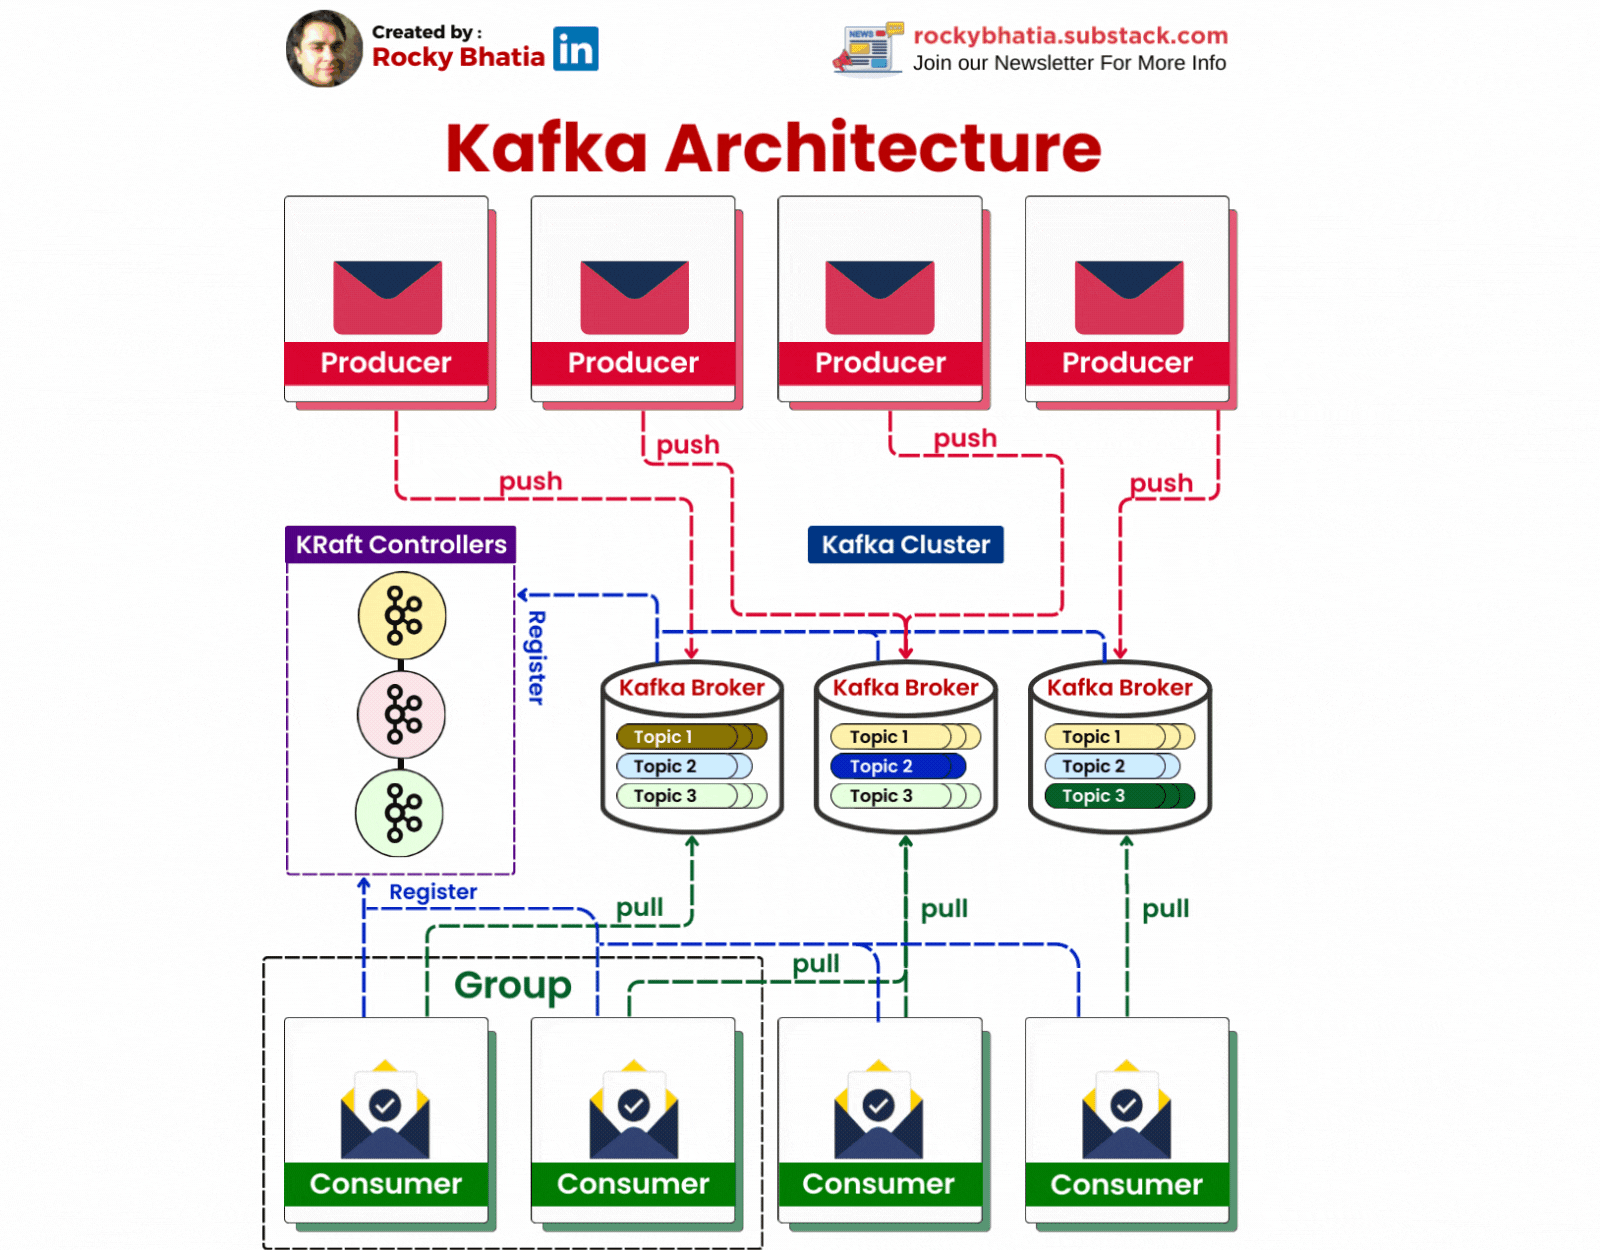 Created by :
Rocky Bhatia
in
NEWS
rockybhatia.substack.com
Join our Newsletter For More Info
Kafka Architecture
Producer
Producer
Producer
Producer
push
push
push
push
KRaft Controllers
Kafka Cluster
Register
Kafka Broker
Topic 1
Topic 2
Topic 3
Kafka Broker
Topic 1
Topic 2
Topic 3
Kafka Broker
Topic 1
Topic 2
Topic 3
Register
pull
pull
pull
pull
Group
Consumer
Consumer
Consumer
Consumer